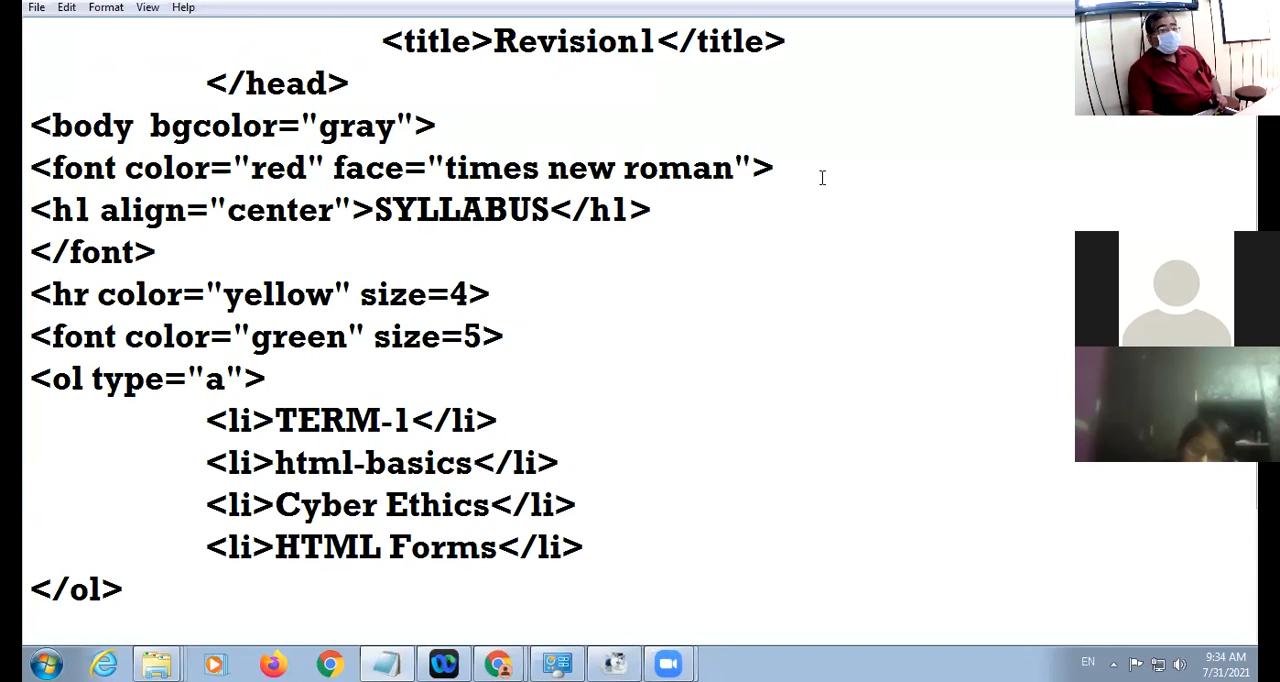 File Edit Format View Help
<title>Revision1</title>
</head>
<body bgcolor="gray">
<font color="red" face="times new roman">
<h1 align="center">SYLLABUS</h1>
</font>
<hr color="yellow" size=4>
<font color="green" size=5>
<ol type="a">
<li>TERM-1</li>
<li>html-basics</li>
<li>Cyber Ethics</li>
<li>HTML Forms</li>
</ol>
EN
9:34 AM
7/31/2021